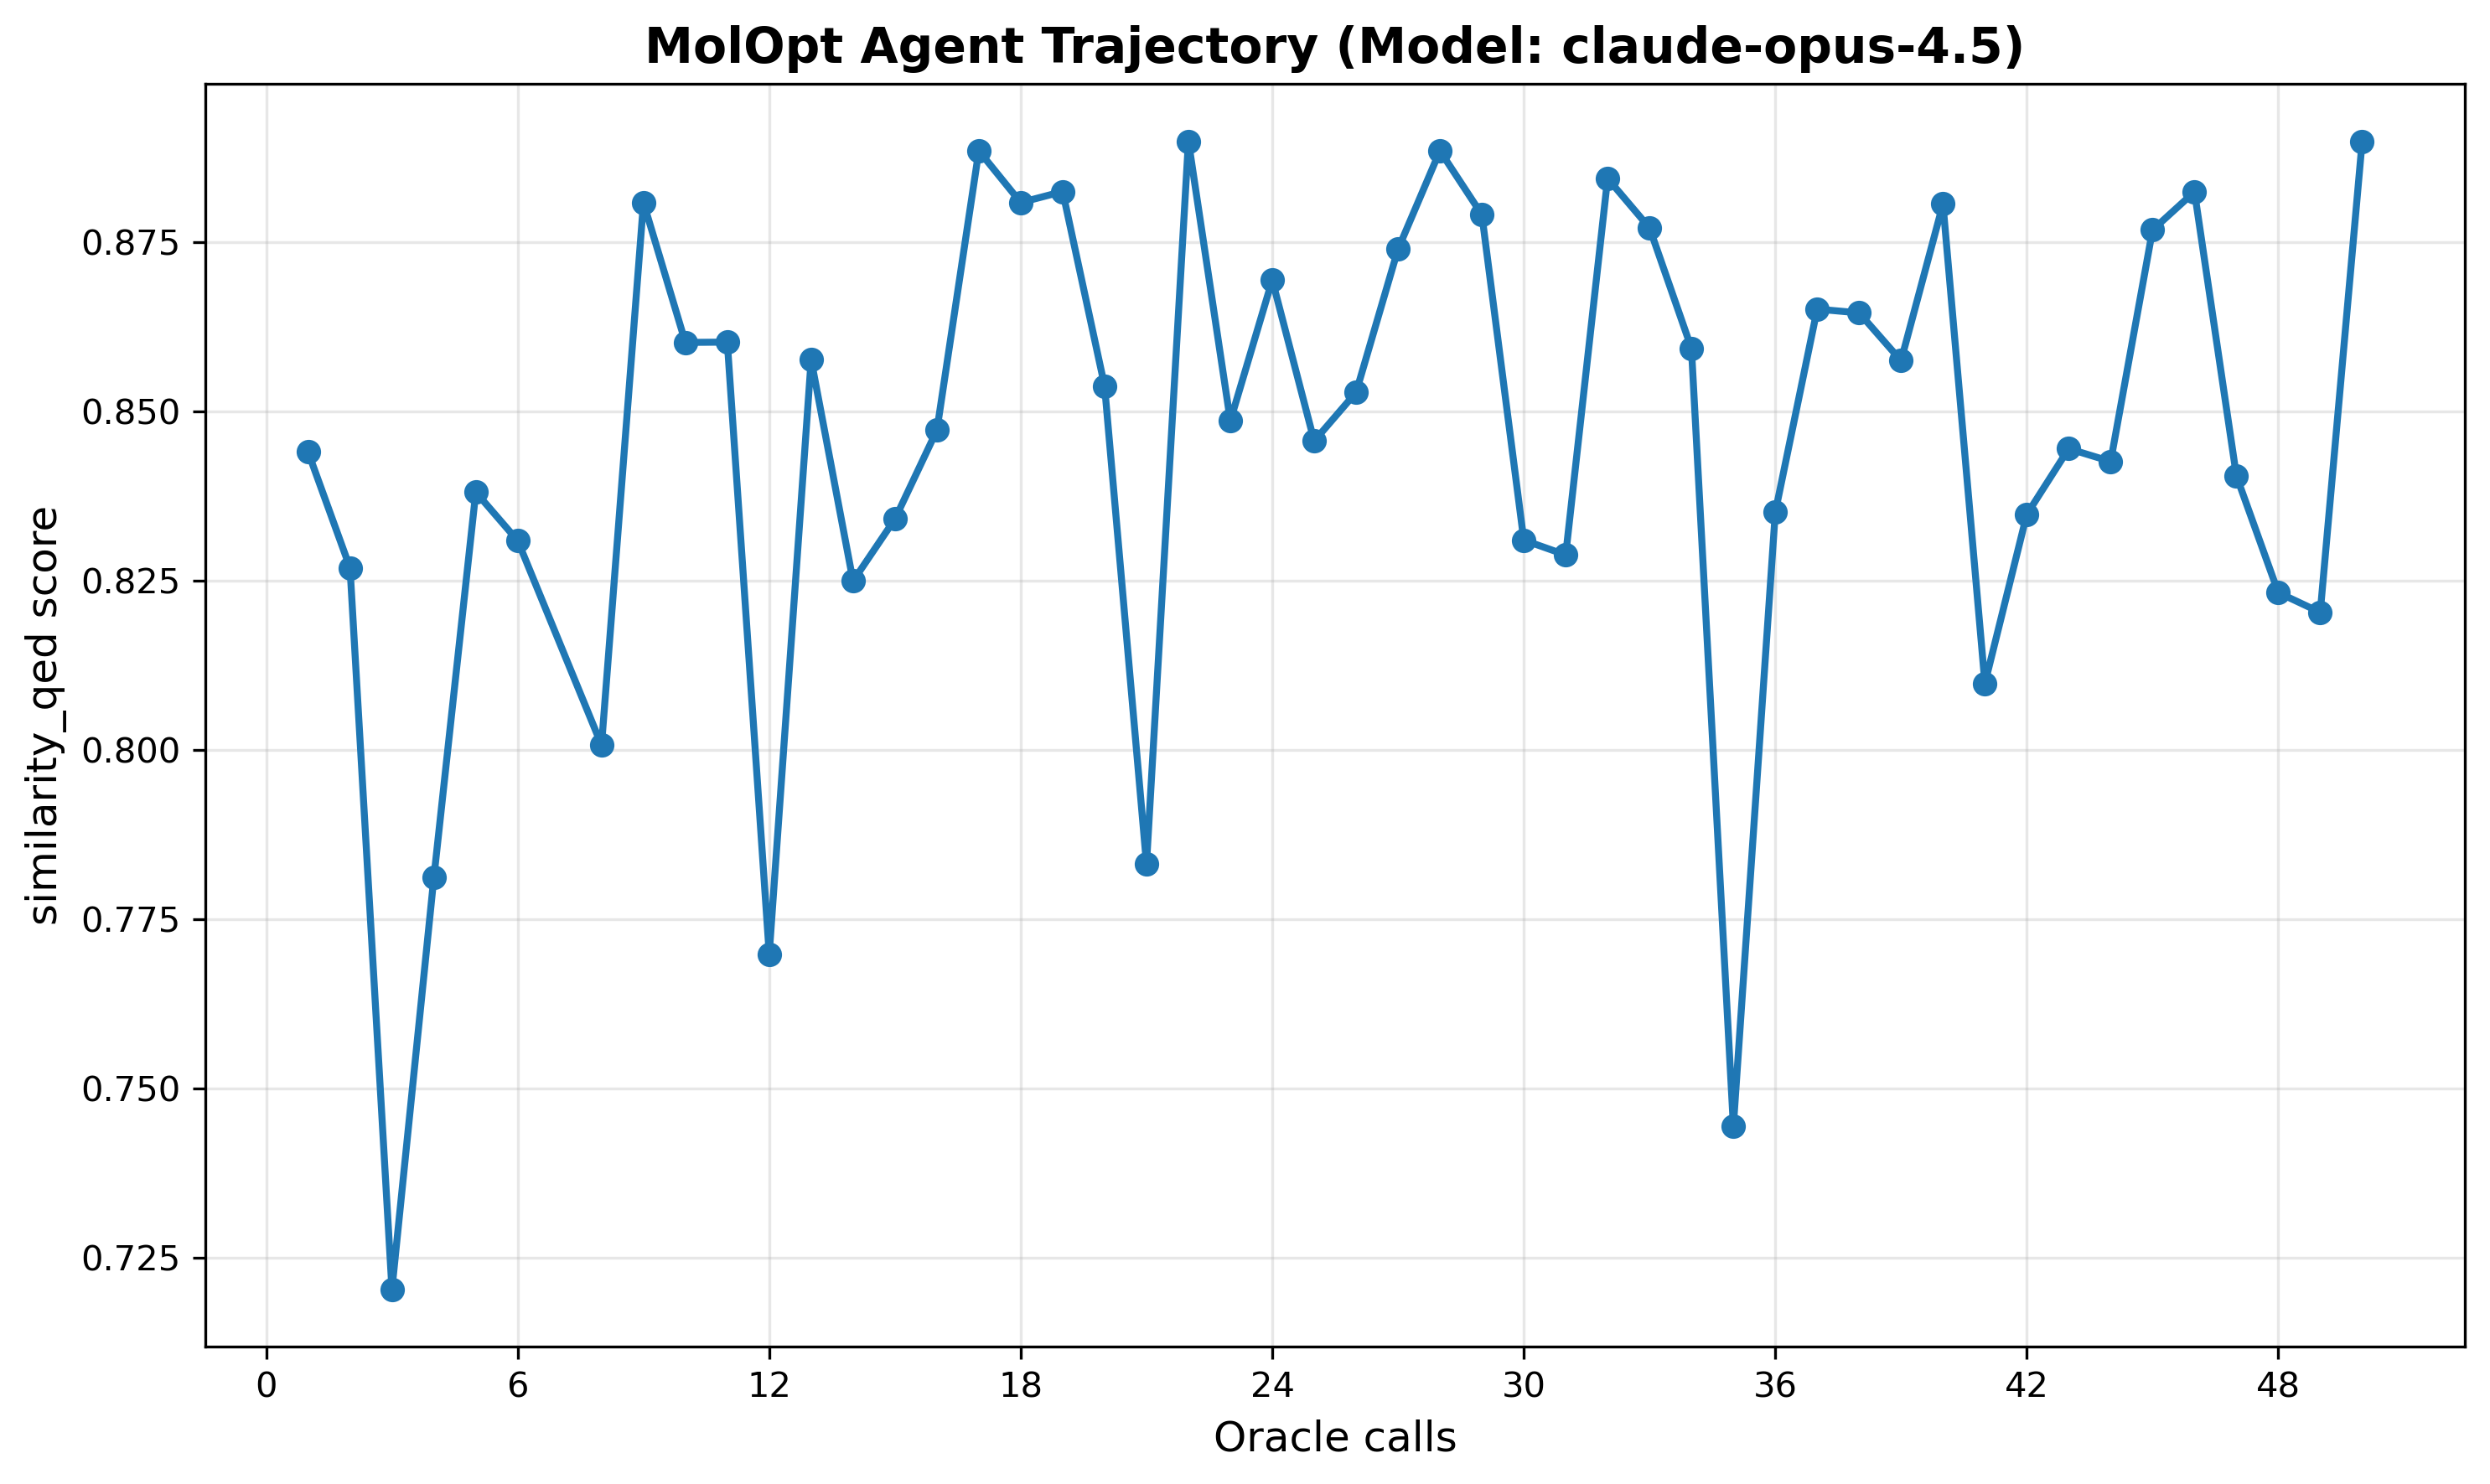 MolOpt Agent Trajectory (Model: claude-opus-4.5)
similarity_qed score
0.875
0.850
0.825
0.800
0.775
0.750
0.725
0 6 12 18 24 30 36 42 48
Oracle calls